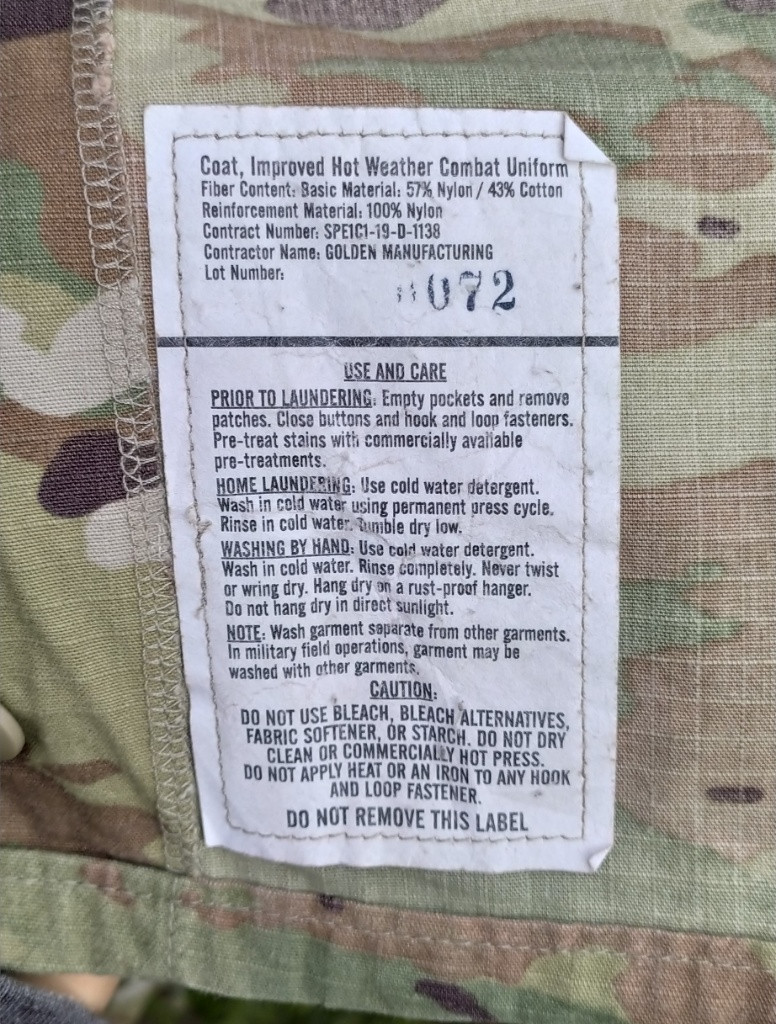 Coat, Improved Hot Weather Combat Uniform
Fiber Content: Basic Material: 57% Nylon / 43% Cotton
Reinforcement Material: 100% Nylon
Contract Number: SPE1C1-19-D-1138
Contractor Name: GOLDEN MANUFACTURING
Lot Number:
072
USE AND CARE
PRIOR TO LAUNDERING: Empty pockets and remove
patches. Close buttons and hook and loop fasteners.
Pre-treat stains with commercially available
pre-treatments.
HOME LAUNDERING: Use cold water detergent.
Wash in cold water using permanent press cycle.
Rinse in cold water. Tumble dry low.
WASHING BY HAND: Use cold water detergent.
Wash in cold water. Rinse completely. Never twist
or wring dry. Hang dry on a rust-proof hanger.
Do not hang dry in direct sunlight.
NOTE: Wash garment separate from other garments.
In military field operations, garment may be
washed with other garments.
CAUTION:
DO NOT USE BLEACH, BLEACH ALTERNATIVES,
FABRIC SOFTENER, OR STARCH. DO NOT DRY
CLEAN OR COMMERCIALLY HOT PRESS.
DO NOT APPLY HEAT OR AN IRON TO ANY HOOK
AND LOOP FASTENER.
DO NOT REMOVE THIS LABEL